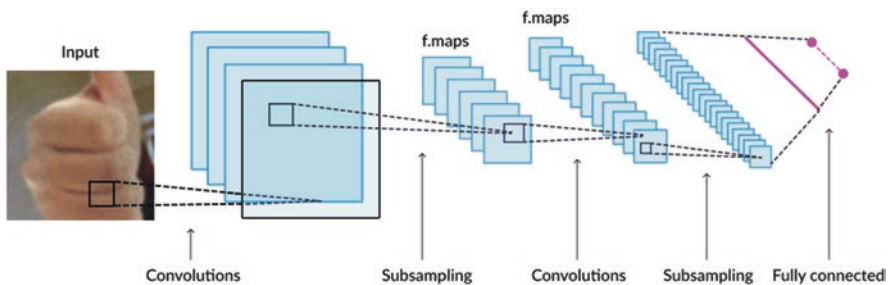 Input
f.maps
f.maps
Convolutions
Subsampling
Convolutions
Subsampling
Fully connected